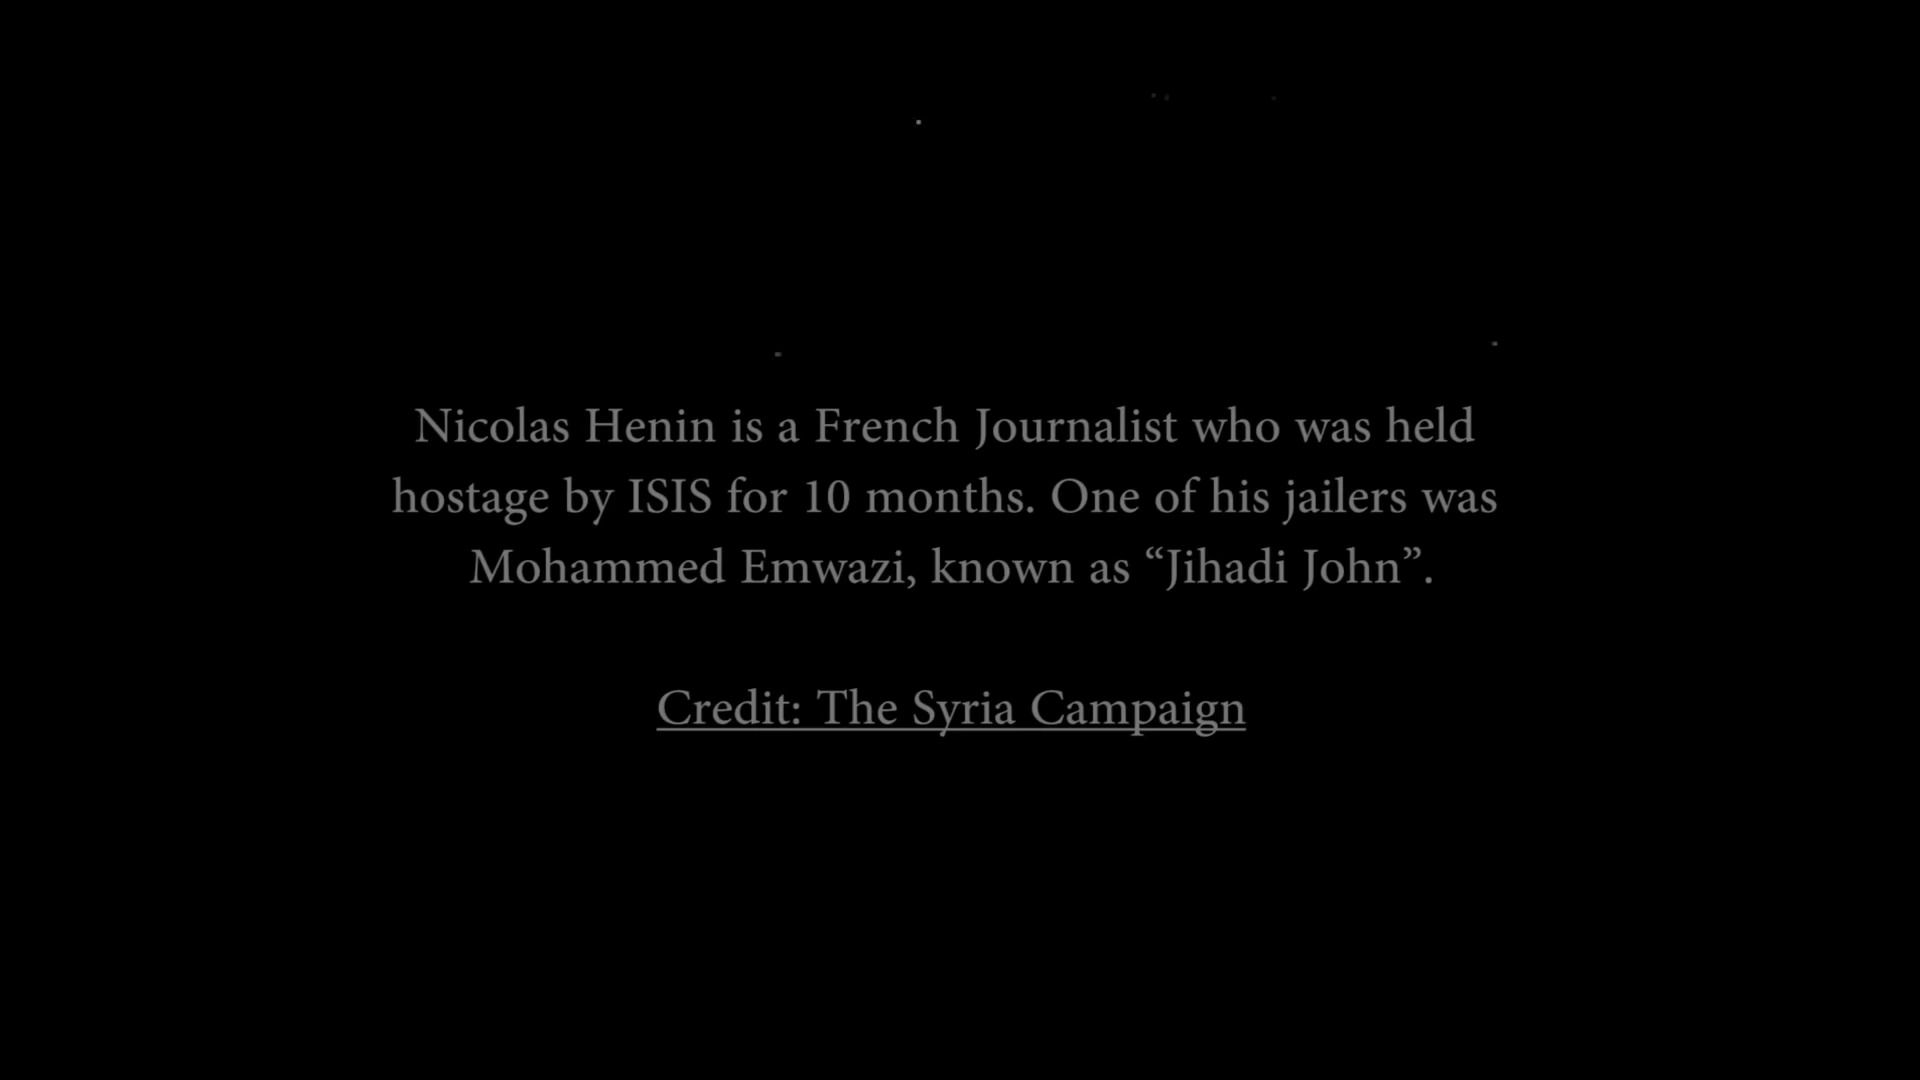 Nicolas Henin is a French Journalist who was held
hostage by ISIS for 10 months. One of his jailers was
Mohammed Emwazi, known as “Jihadi John”.
Credit: The Syria Campaign